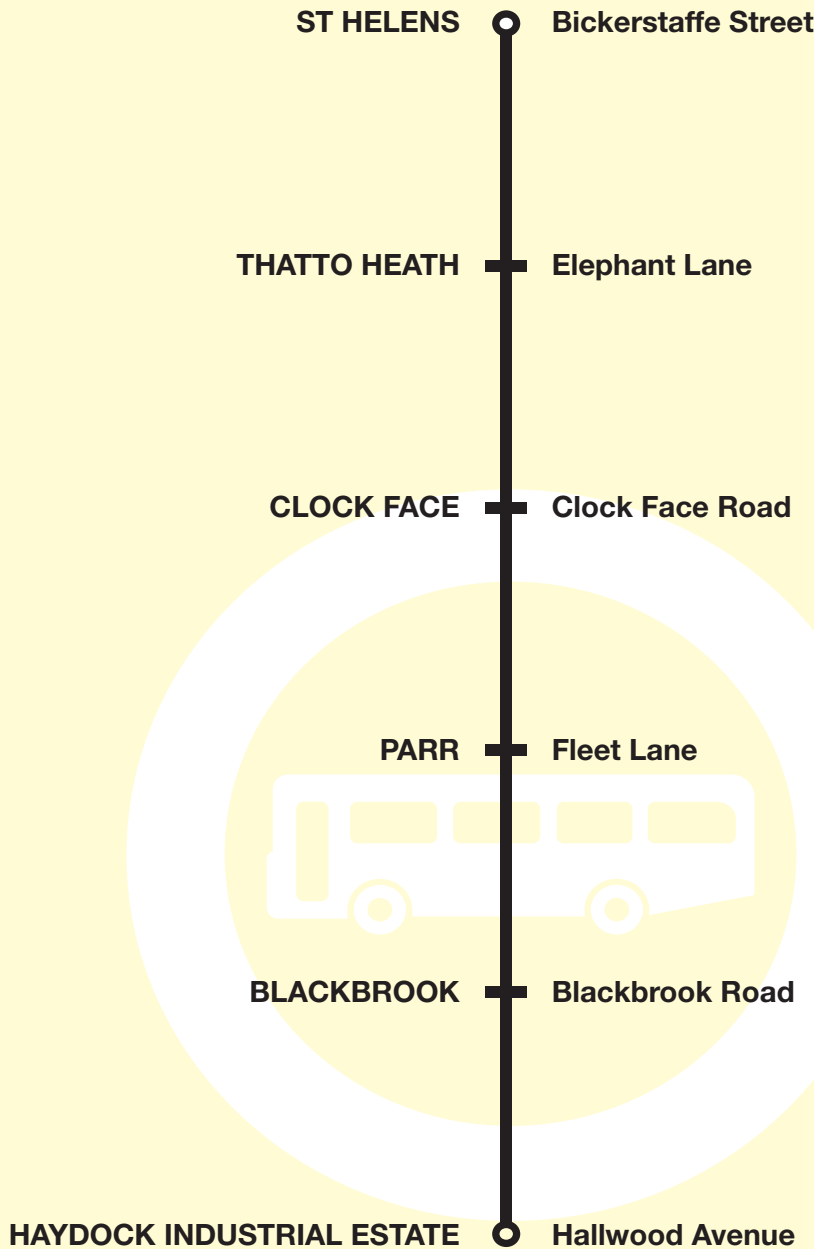 ST HELENS Bickerstaffe Street
THATTO HEATH Elephant Lane
CLOCK FACE Clock Face Road
PARR Fleet Lane
BLACKBROOK Blackbrook Road
HAYDOCK INDUSTRIAL ESTATE Hallwood Avenue